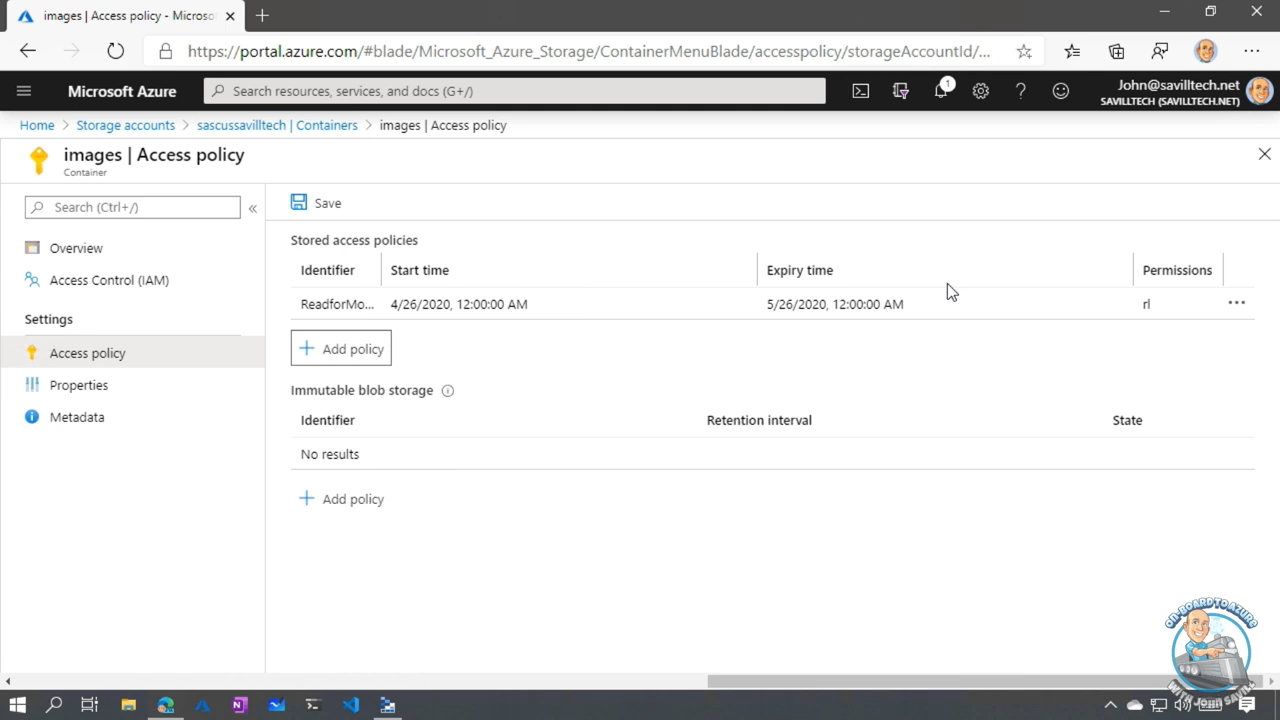 images | Access policy - Microso
https://portal.azure.com/#blade/Microsoft_Azure_Storage/ContainerMenuBlade/accesspolicy/storageAccountId/...
Microsoft Azure
Search resources, services, and docs (G+/)
1
John@savilltech.net
SAVILLTECH (SAVILLTECH.NET)
Home > Storage accounts > sascussavilltech | Containers > images | Access policy
images | Access policy
Container
Search (Ctrl+/)
«
Save
Overview
Access Control (IAM)
Settings
Access policy
Properties
Metadata
Stored access policies
Identifier Start time Expiry time Permissions
ReadforMo... 4/26/2020, 12:00:00 AM 5/26/2020, 12:00:00 AM rl ...
+ Add policy
Immutable blob storage
Identifier Retention interval State
No results
+ Add policy
ON-BOARD TO AZURE
WITH JOHN SAVILL